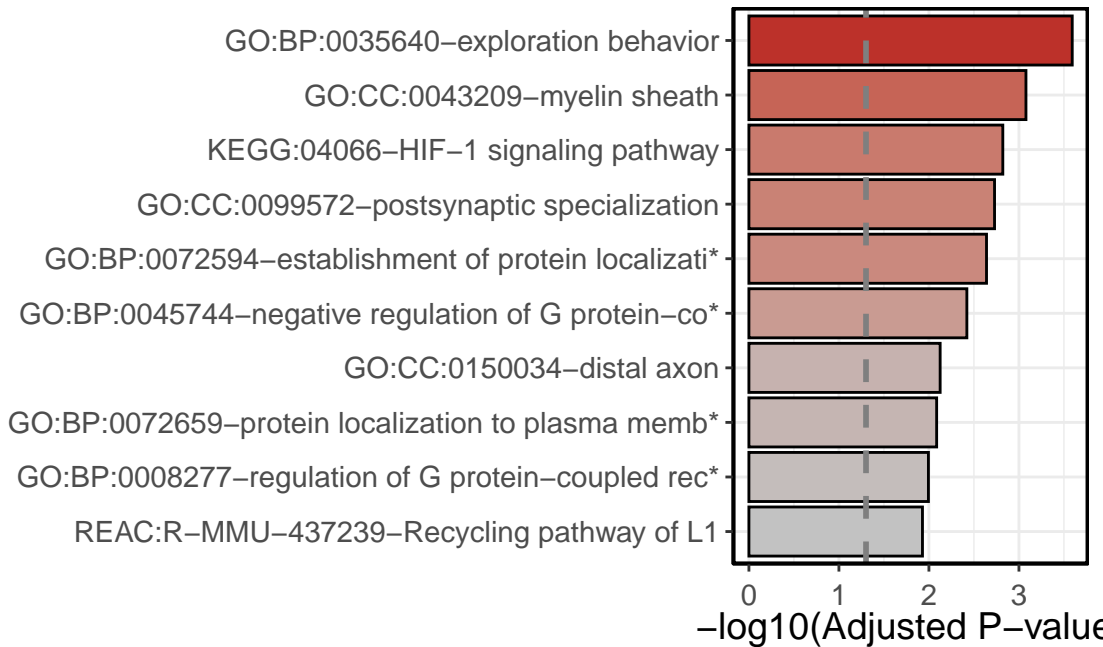 GO:BP:0035640−exploration behavior
GO:CC:0043209−myelin sheath
KEGG:04066−HIF−1 signaling pathway
GO:CC:0099572−postsynaptic specialization
GO:BP:0072594−establishment of protein localizati*
GO:BP:0045744−negative regulation of G protein−co*
GO:CC:0150034−distal axon
GO:BP:0072659−protein localization to plasma memb*
GO:BP:0008277−regulation of G protein−coupled rec*
REAC:R−MMU−437239−Recycling pathway of L1
0 1 2 3
−log10(Adjusted P−value